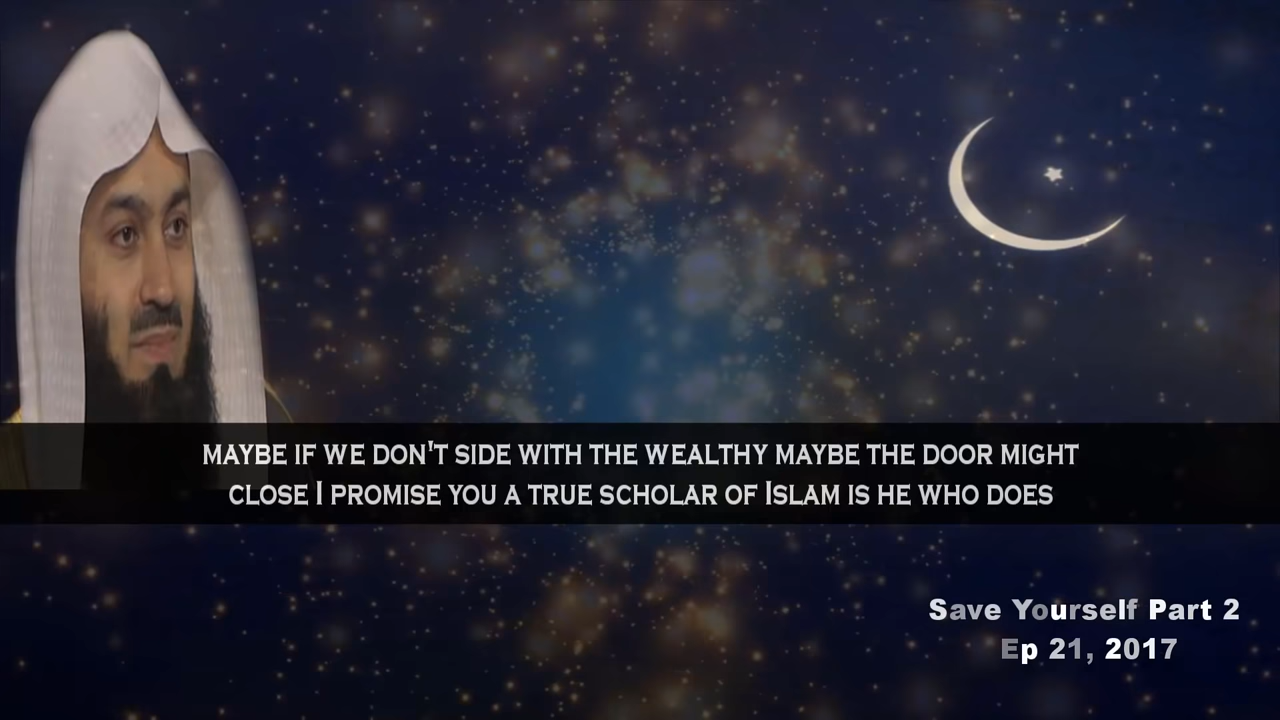 MAYBE IF WE DON'T SIDE WITH THE WEALTHY MAYBE THE DOOR MIGHT
CLOSE I PROMISE YOU A TRUE SCHOLAR OF ISLAM IS HE WHO DOES
Save Yourself Part 2
Ep 21, 2017